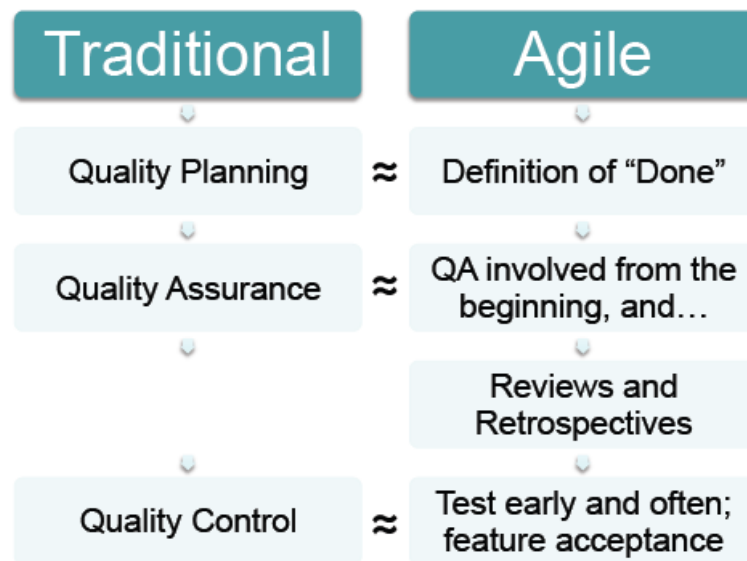 Traditional
Agile
Quality Planning
≈
Definition of “Done”
Quality Assurance
≈
QA involved from the
beginning, and…
Reviews and
Retrospectives
Quality Control
≈
Test early and often;
feature acceptance